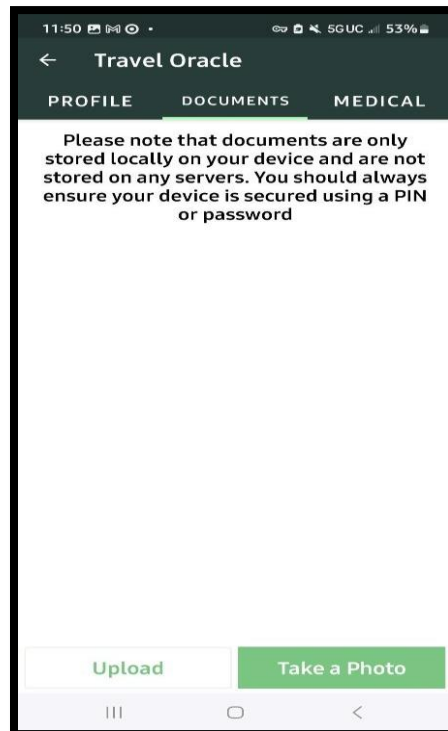 11:50 5GUC 53%
Travel Oracle
PROFILE DOCUMENTS MEDICAL
Please note that documents are only
stored locally on your device and are not
stored on any servers. You should always
ensure your device is secured using a PIN
or password
Upload Take a Photo